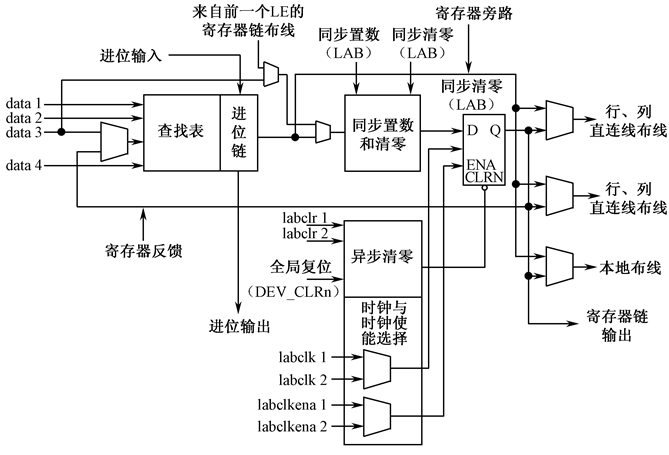 来自前一个LE的
寄存器链布线
同步置数
(LAB)
同步清零
(LAB)
寄存器旁路
进位输入
同步清零
(LAB)
data 1
data 2
data 3
data 4
查找表
进位链
同步置数
和清零
D Q
ENA
CLRN
行、列
直连线布线
行、列
直连线布线
本地布线
寄存器链
输出
寄存器反馈
labclr 1
labclr 2
异步清零
全局复位
(DEV_CLRn)
进位输出
时钟与
时钟使
能选择
labclk 1
labclk 2
labclkena 1
labclkena 2